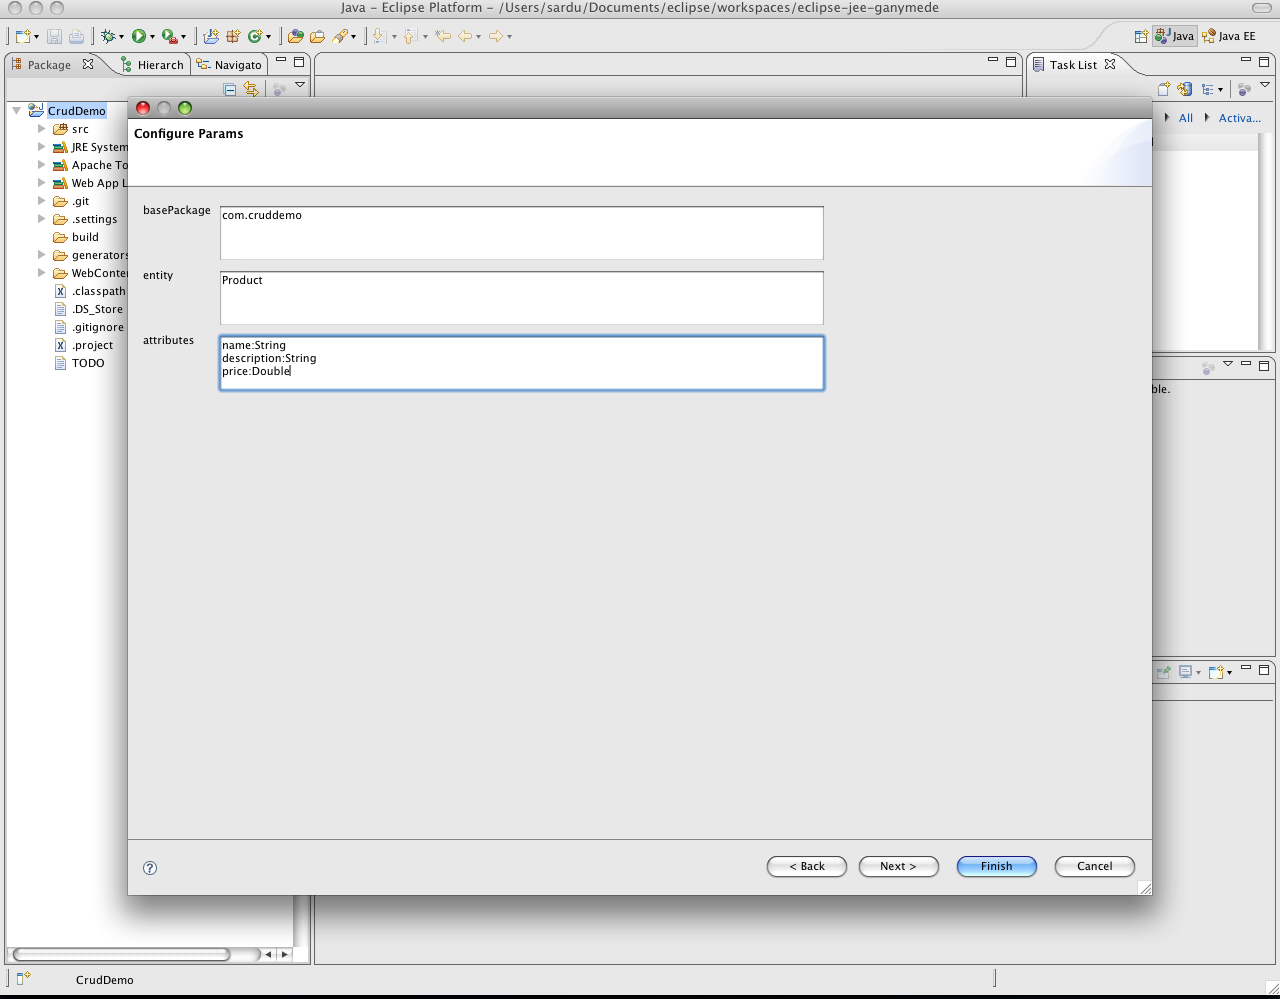 Java – Eclipse Platform – /Users/sardu/Documents/eclipse/workspaces/eclipse-jee-ganymede
Java
Java EE
Package
Hierarch
Navigato
Task List
CrudDemo
src
JRE System
Apache To
Web App L
.git
.settings
build
generators
WebConte
.classpath
.DS_Store
.gitignore
.project
TODO
All
Activa...
Configure Params
basePackage
com.cruddemo
entity
Product
attributes
name:String
description:String
price:Double
ble.
?
< Back
Next >
Finish
Cancel
CrudDemo